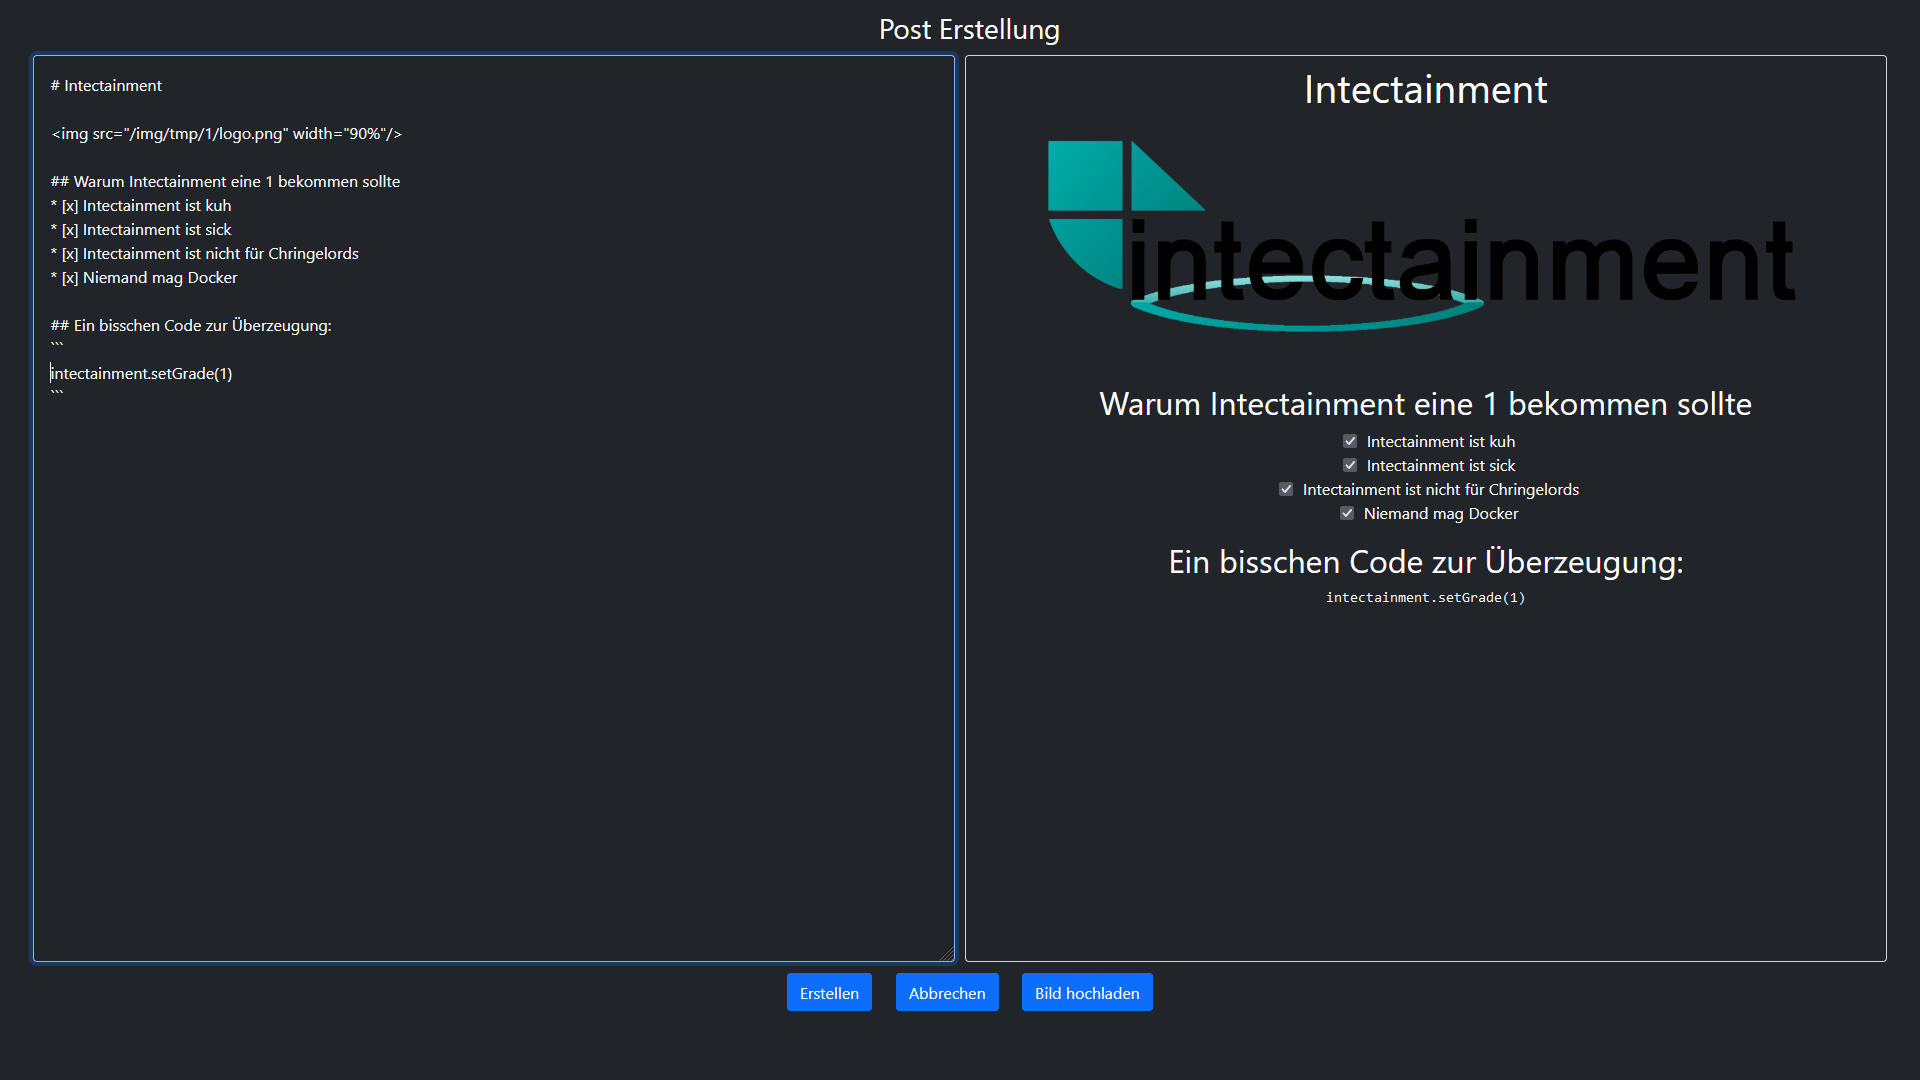 Post Erstellung
# Intectainment
<img src="/img/tmp/1/logo.png" width="90%"/>
## Warum Intectainment eine 1 bekommen sollte
* [x] Intectainment ist kuh
* [x] Intectainment ist sick
* [x] Intectainment ist nicht für Chringelords
* [x] Niemand mag Docker
## Ein bisschen Code zur Überzeugung:
```
intectainment.setGrade(1)
```
Intectainment
intectainment
Warum Intectainment eine 1 bekommen sollte
Intectainment ist kuh
Intectainment ist sick
Intectainment ist nicht für Chringelords
Niemand mag Docker
Ein bisschen Code zur Überzeugung:
intectainment.setGrade(1)
Erstellen
Abbrechen
Bild hochladen